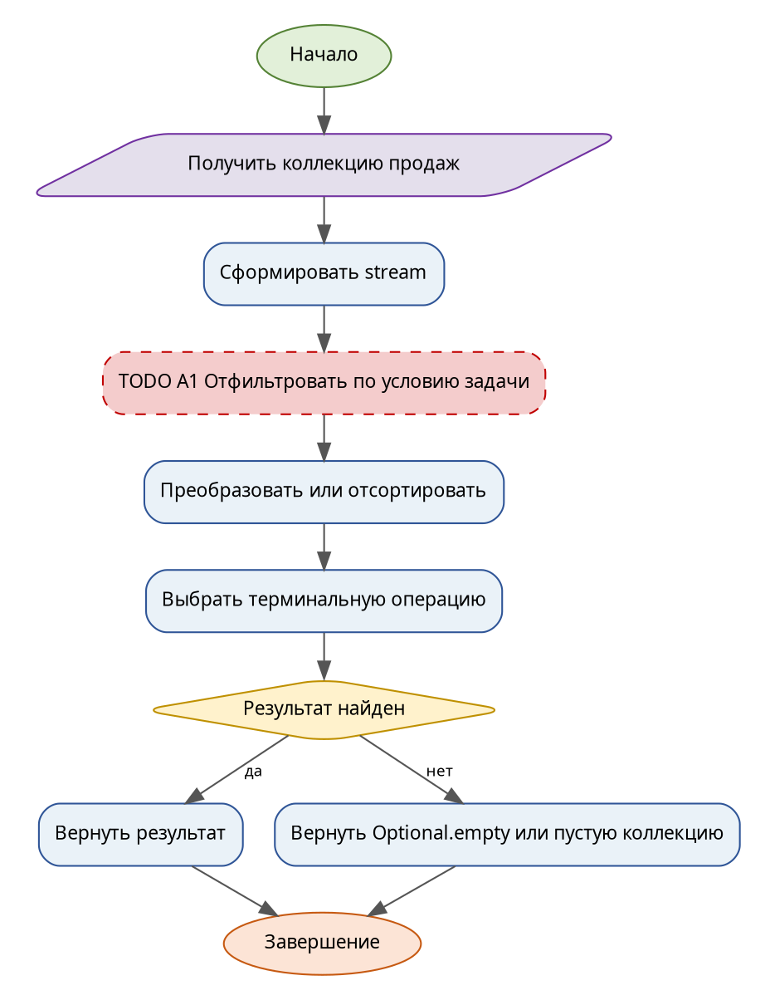 Начало
Получить коллекцию продаж
Сформировать stream
TODO A1 Отфильтровать по условию задачи
Преобразовать или отсортировать
Выбрать терминальную операцию
Результат найден
да
нет
Вернуть результат
Вернуть Optional.empty или пустую коллекцию
Завершение